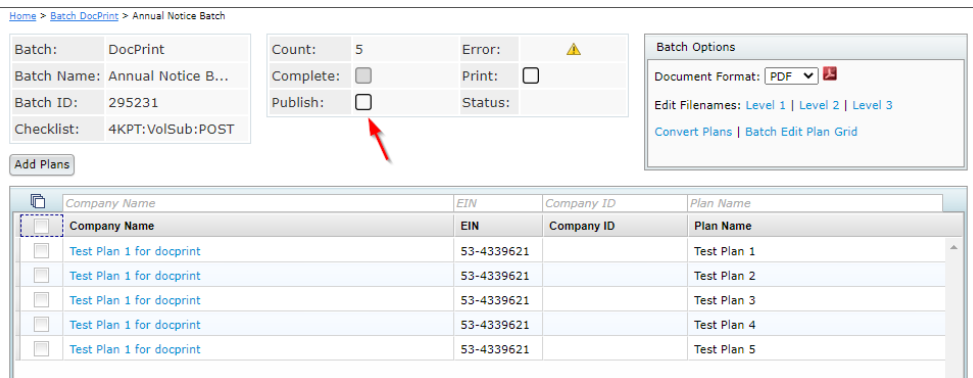 Home > Batch DocPrint > Annual Notice Batch
Batch: DocPrint
Batch Name: Annual Notice B...
Batch ID: 295231
Checklist: 4KPT:VolSub:POST
Count: 5 Error:
Complete: Print:
Publish: Status:
Batch Options
Document Format: PDF
Edit Filenames: Level 1 | Level 2 | Level 3
Convert Plans | Batch Edit Plan Grid
Add Plans
Company Name EIN Company ID Plan Name
Company Name EIN Company ID Plan Name
Test Plan 1 for docprint 53-4339621 Test Plan 1
Test Plan 1 for docprint 53-4339621 Test Plan 2
Test Plan 1 for docprint 53-4339621 Test Plan 3
Test Plan 1 for docprint 53-4339621 Test Plan 4
Test Plan 1 for docprint 53-4339621 Test Plan 5